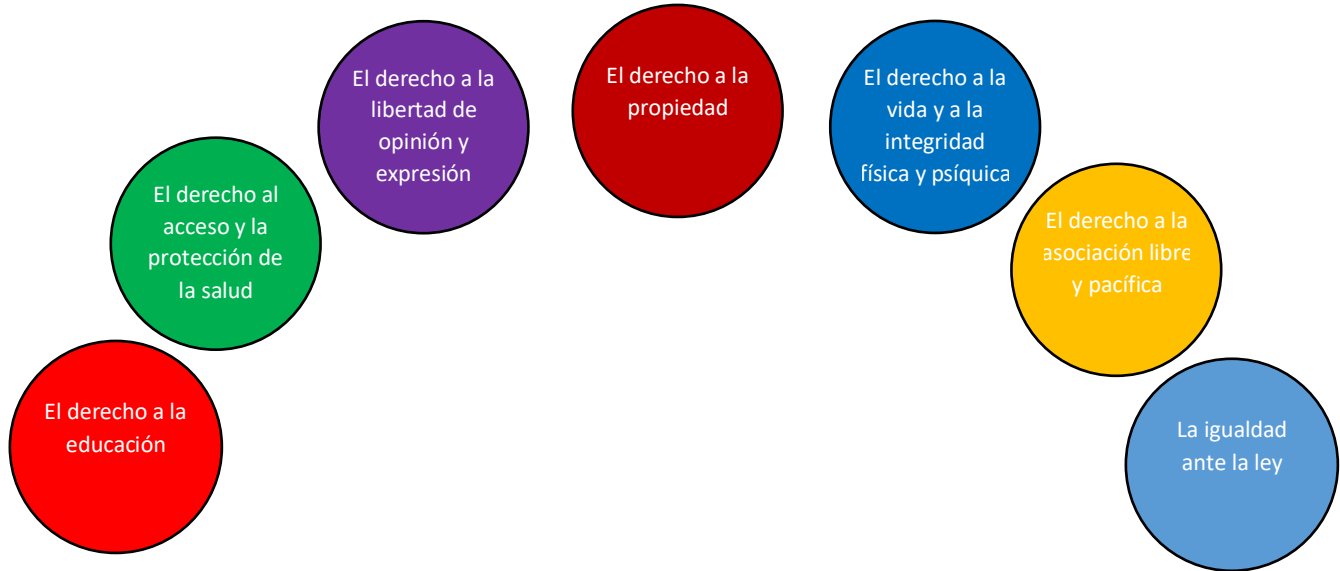 El derecho a la
educación
El derecho al
acceso y la
protección de
la salud
El derecho a la
libertad de
opinión y
expresión
El derecho a la
propiedad
El derecho a la
vida y a la
integridad
física y psíquica
El derecho a la
asociación libre
y pacífica
La igualdad
ante la ley